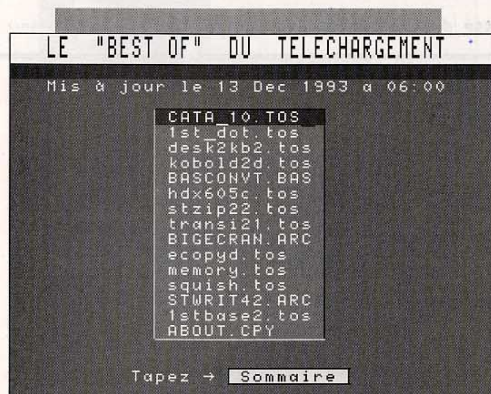 LE "BEST OF" DU TELECHARGEMENT
Mis à jour le 13 Dec 1993 a 06:00
CATA_10.TOS
1st_dot.tos
desk2kb2.tos
kobold2d.tos
BASCONVT.BAS
hdx605c.tos
stzip22.tos
transi21.tos
BIGECRAN.ARC
ecopyd.tos
memory.tos
squish.tos
STWRIT42.ARC
1stbase2.tos
ABOUT.CPY
Tapez → Sommaire